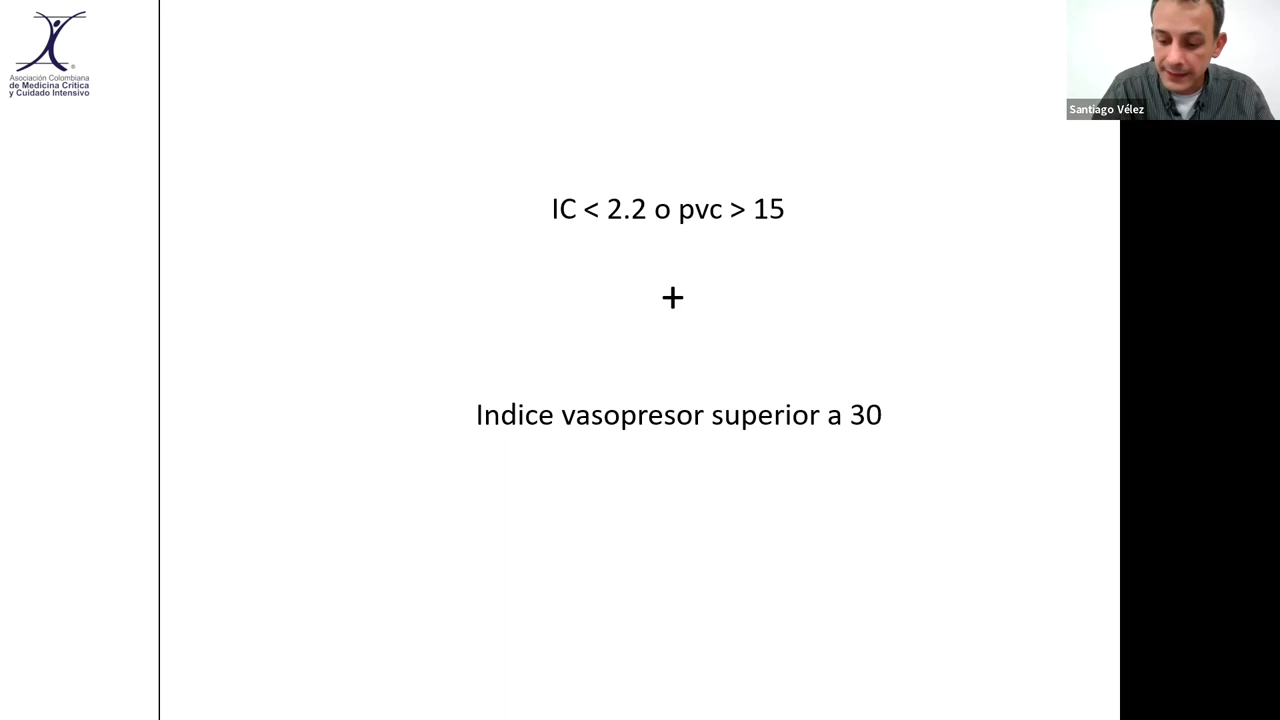 Asociación Colombiana
de Medicina Crítica
y Cuidado Intensivo
Santiago Vélez
IC < 2.2 o pvc > 15
+
Indice vasopresor superior a 30